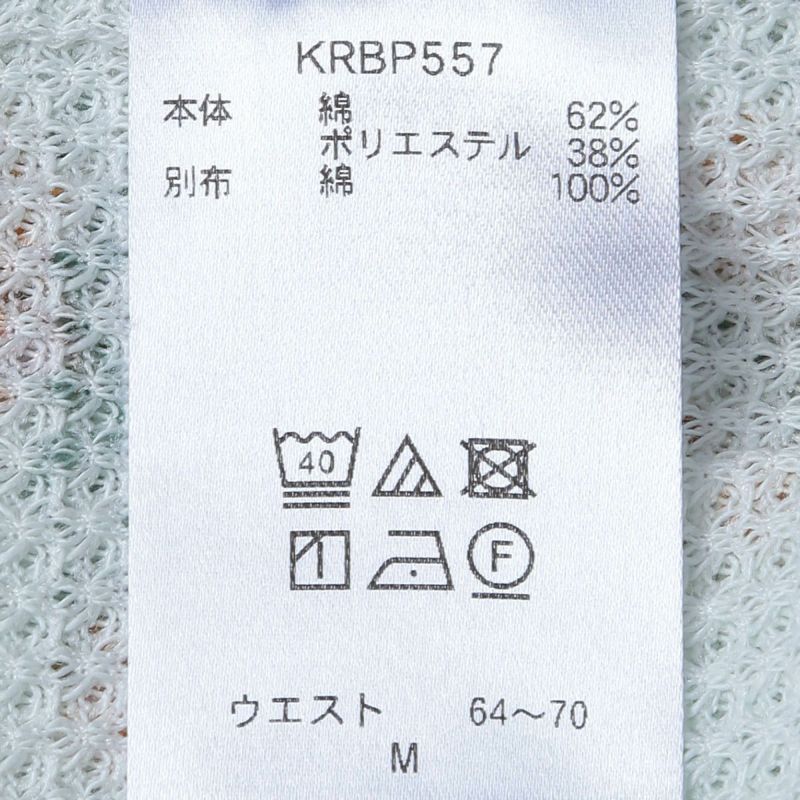 KRBP557
本体 綿 62%
ポリエステル 38%
別布 綿 100%
40
F
ウエスト 64～70
M